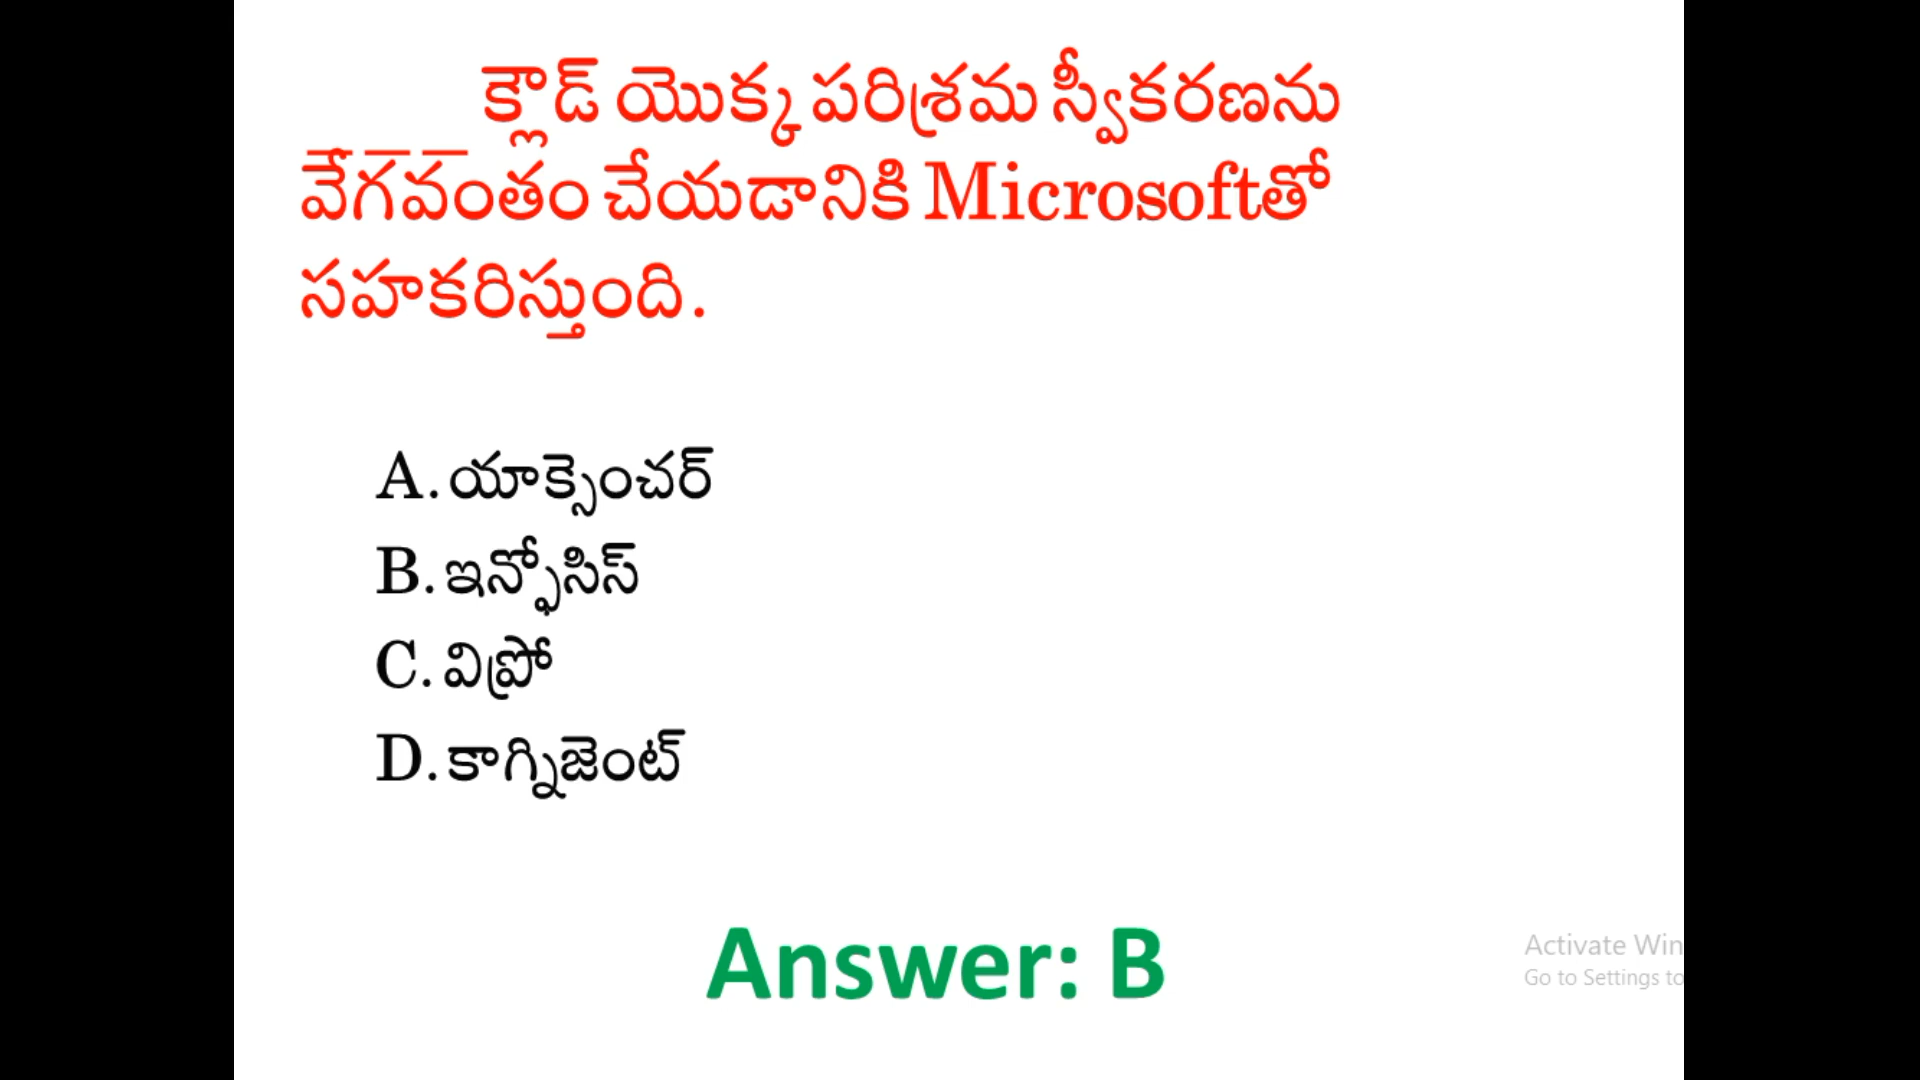 _ _ _ క్లౌడ్ యొక్క పరిశ్రమ స్వీకరణను
వేగవంతం చేయడానికి Microsoftతో
సహకరిస్తుంది.
A. యాక్సెంచర్
B. ఇన్ఫోసిస్
C. విప్రో
D. కాగ్నిజెంట్
Answer: B
Activate Win
Go to Settings to